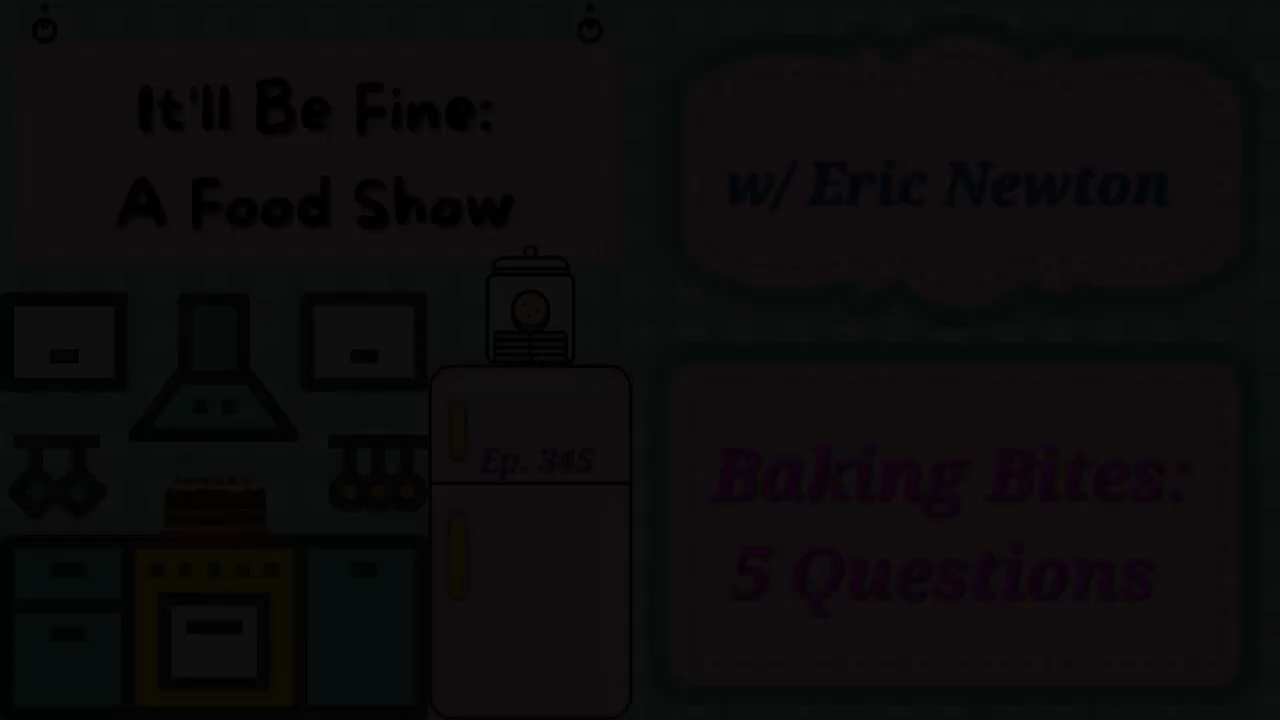 It'll Be Fine:
A Food Show
w/ Eric Newton
Ep. 345
Baking Bites:
5 Questions